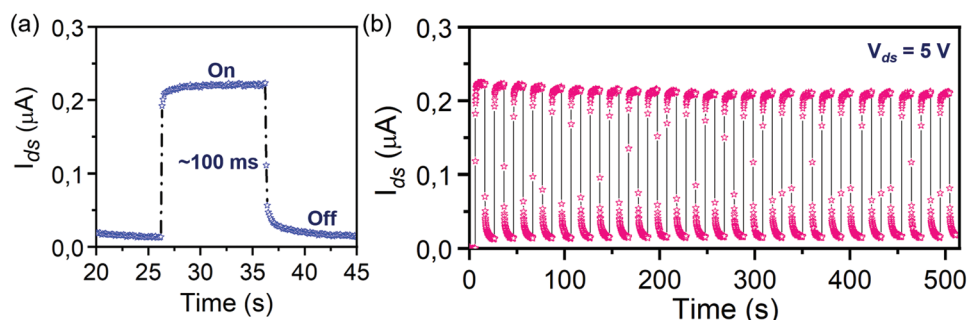 (a)
0,3
0,2
0,1
0,0
I_ds (μA)
On
~100 ms
Off
20 25 30 35 40 45
Time (s)
(b)
0,3
0,2
0,1
0,0
I_ds (μA)
V_ds = 5 V
0 100 200 300 400 500
Time (s)